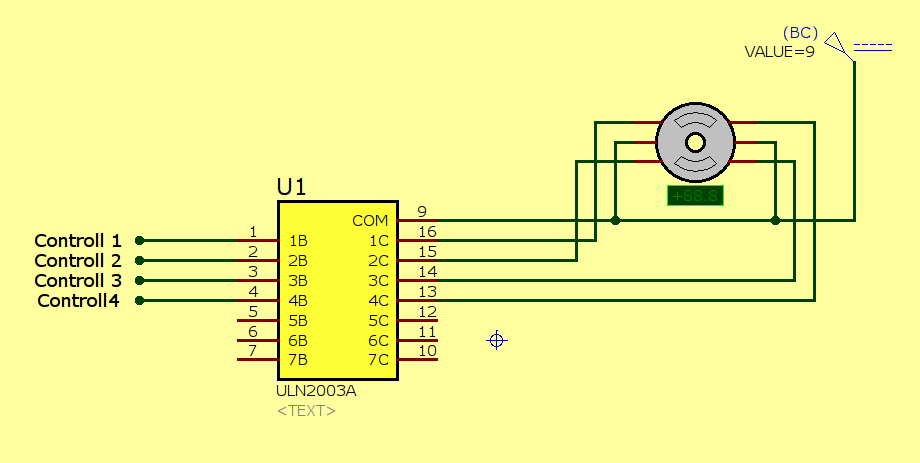 (BC)
VALUE=9
+88.8
U1
COM 9
Controll 1 1 1B 1C 16
Controll 2 2 2B 2C 15
Controll 3 3 3B 3C 14
Controll4 4 4B 4C 13
5 5B 5C 12
6 6B 6C 11
7 7B 7C 10
ULN2003A
<TEXT>